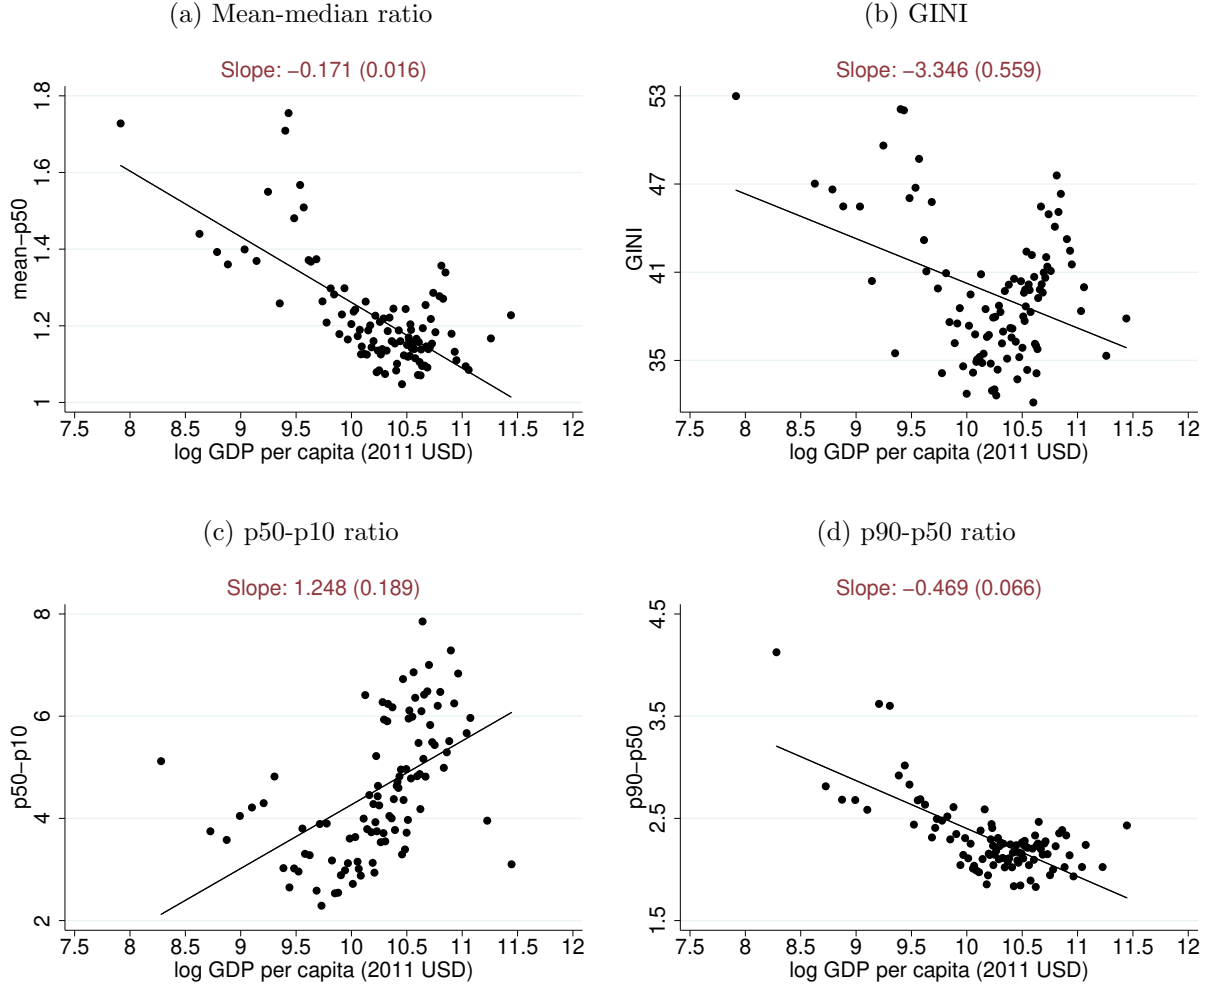 (a) Mean-median ratio
Slope: −0.171 (0.016)
mean−p50
1.8
1.6
1.4
1.2
1
7.5 8 8.5 9 9.5 10 10.5 11 11.5 12
log GDP per capita (2011 USD)
(b) GINI
Slope: −3.346 (0.559)
GINI
53
47
41
35
7.5 8 8.5 9 9.5 10 10.5 11 11.5 12
log GDP per capita (2011 USD)
(c) p50-p10 ratio
Slope: 1.248 (0.189)
p50−p10
8
6
4
2
7.5 8 8.5 9 9.5 10 10.5 11 11.5 12
log GDP per capita (2011 USD)
(d) p90-p50 ratio
Slope: −0.469 (0.066)
p90−p50
4.5
3.5
2.5
1.5
7.5 8 8.5 9 9.5 10 10.5 11 11.5 12
log GDP per capita (2011 USD)